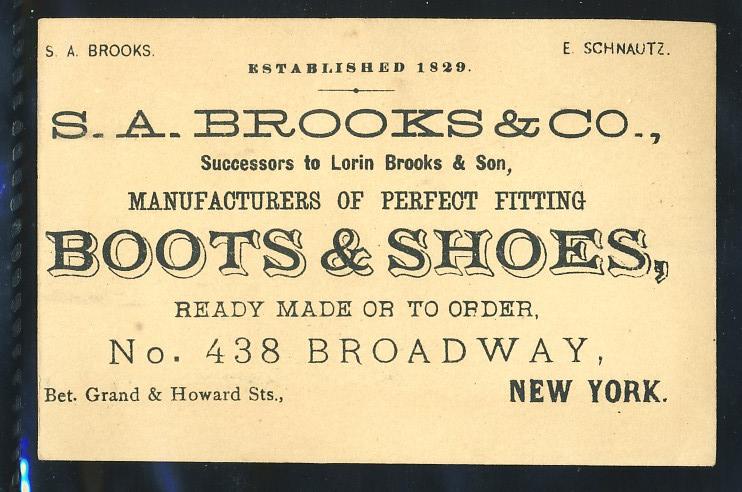 S. A. BROOKS. E. SCHNAUTZ.
ESTABLISHED 1829.
S. A. BROOKS & CO.,
Successors to Lorin Brooks & Son,
MANUFACTURERS OF PERFECT FITTING
BOOTS & SHOES,
READY MADE OR TO ORDER,
No. 438 BROADWAY,
Bet. Grand & Howard Sts., NEW YORK.